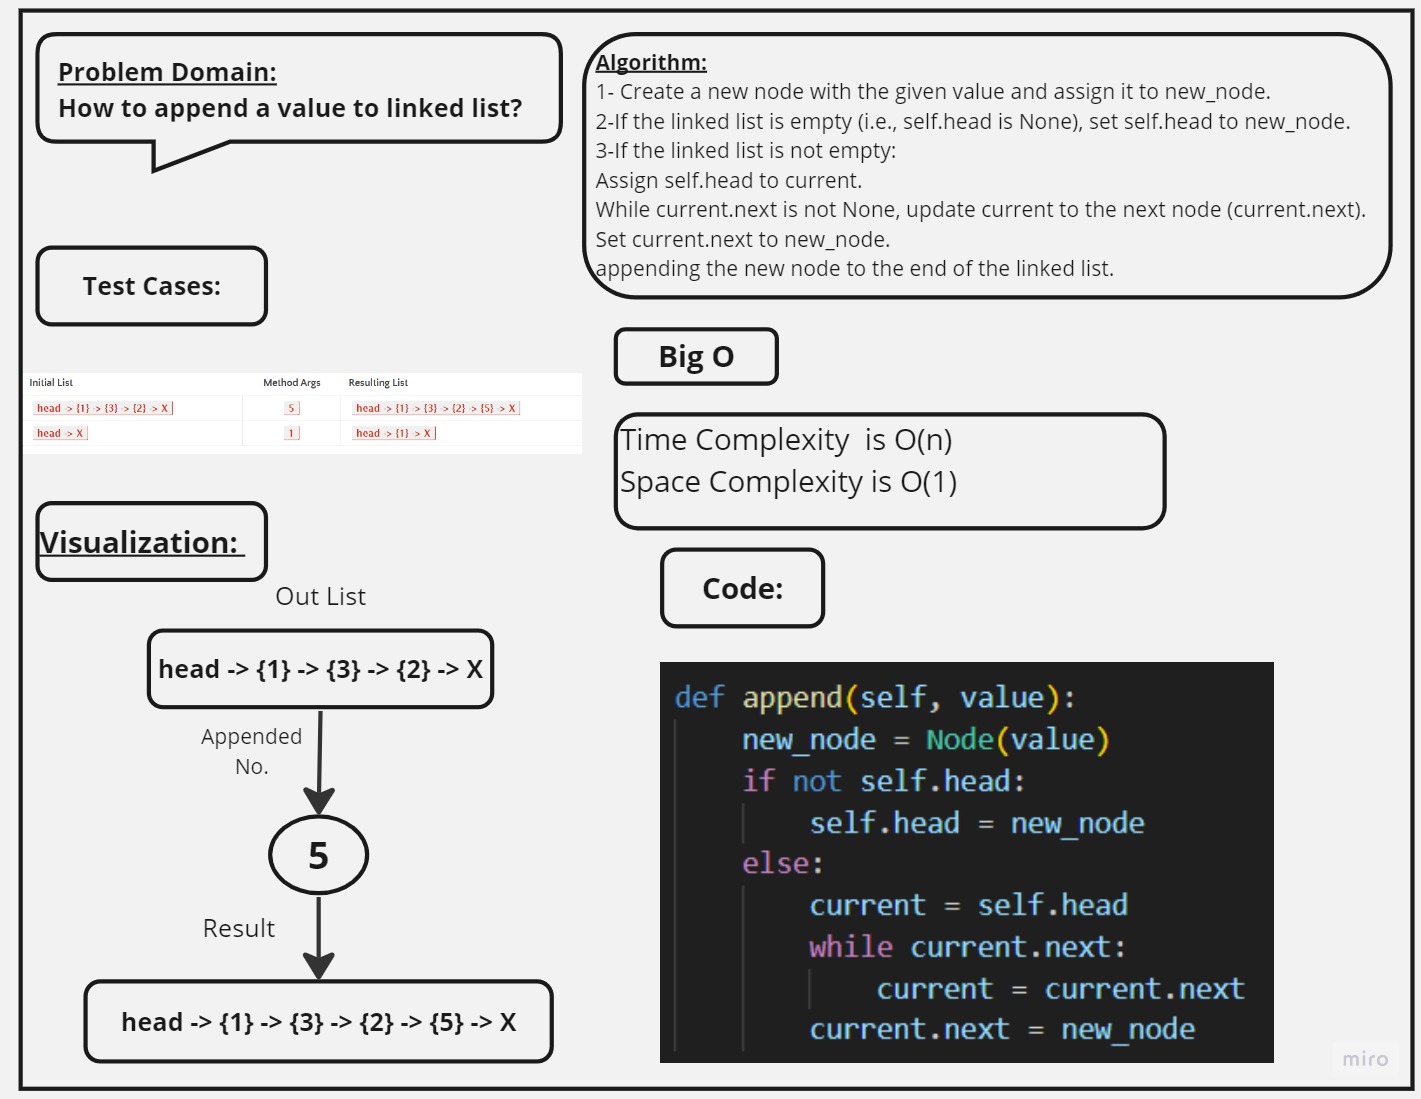 Problem Domain:
How to append a value to linked list?
Algorithm:
1- Create a new node with the given value and assign it to new_node.
2-If the linked list is empty (i.e., self.head is None), set self.head to new_node.
3-If the linked list is not empty:
Assign self.head to current.
While current.next is not None, update current to the next node (current.next).
Set current.next to new_node.
appending the new node to the end of the linked list.
Test Cases:
Initial List Method Args Resulting List
head -> {1} -> {3} -> {2} -> X 5 head -> {1} -> {3} -> {2} -> {5} -> X
head -> X 1 head -> {1} -> X
Big O
Time Complexity  is O(n)
Space Complexity is O(1)
Visualization:
Out List
head -> {1} -> {3} -> {2} -> X
Appended
No.
5
Result
head -> {1} -> {3} -> {2} -> {5} -> X
Code:
def append(self, value):
    new_node = Node(value)
    if not self.head:
        self.head = new_node
    else:
        current = self.head
        while current.next:
            current = current.next
        current.next = new_node
miro